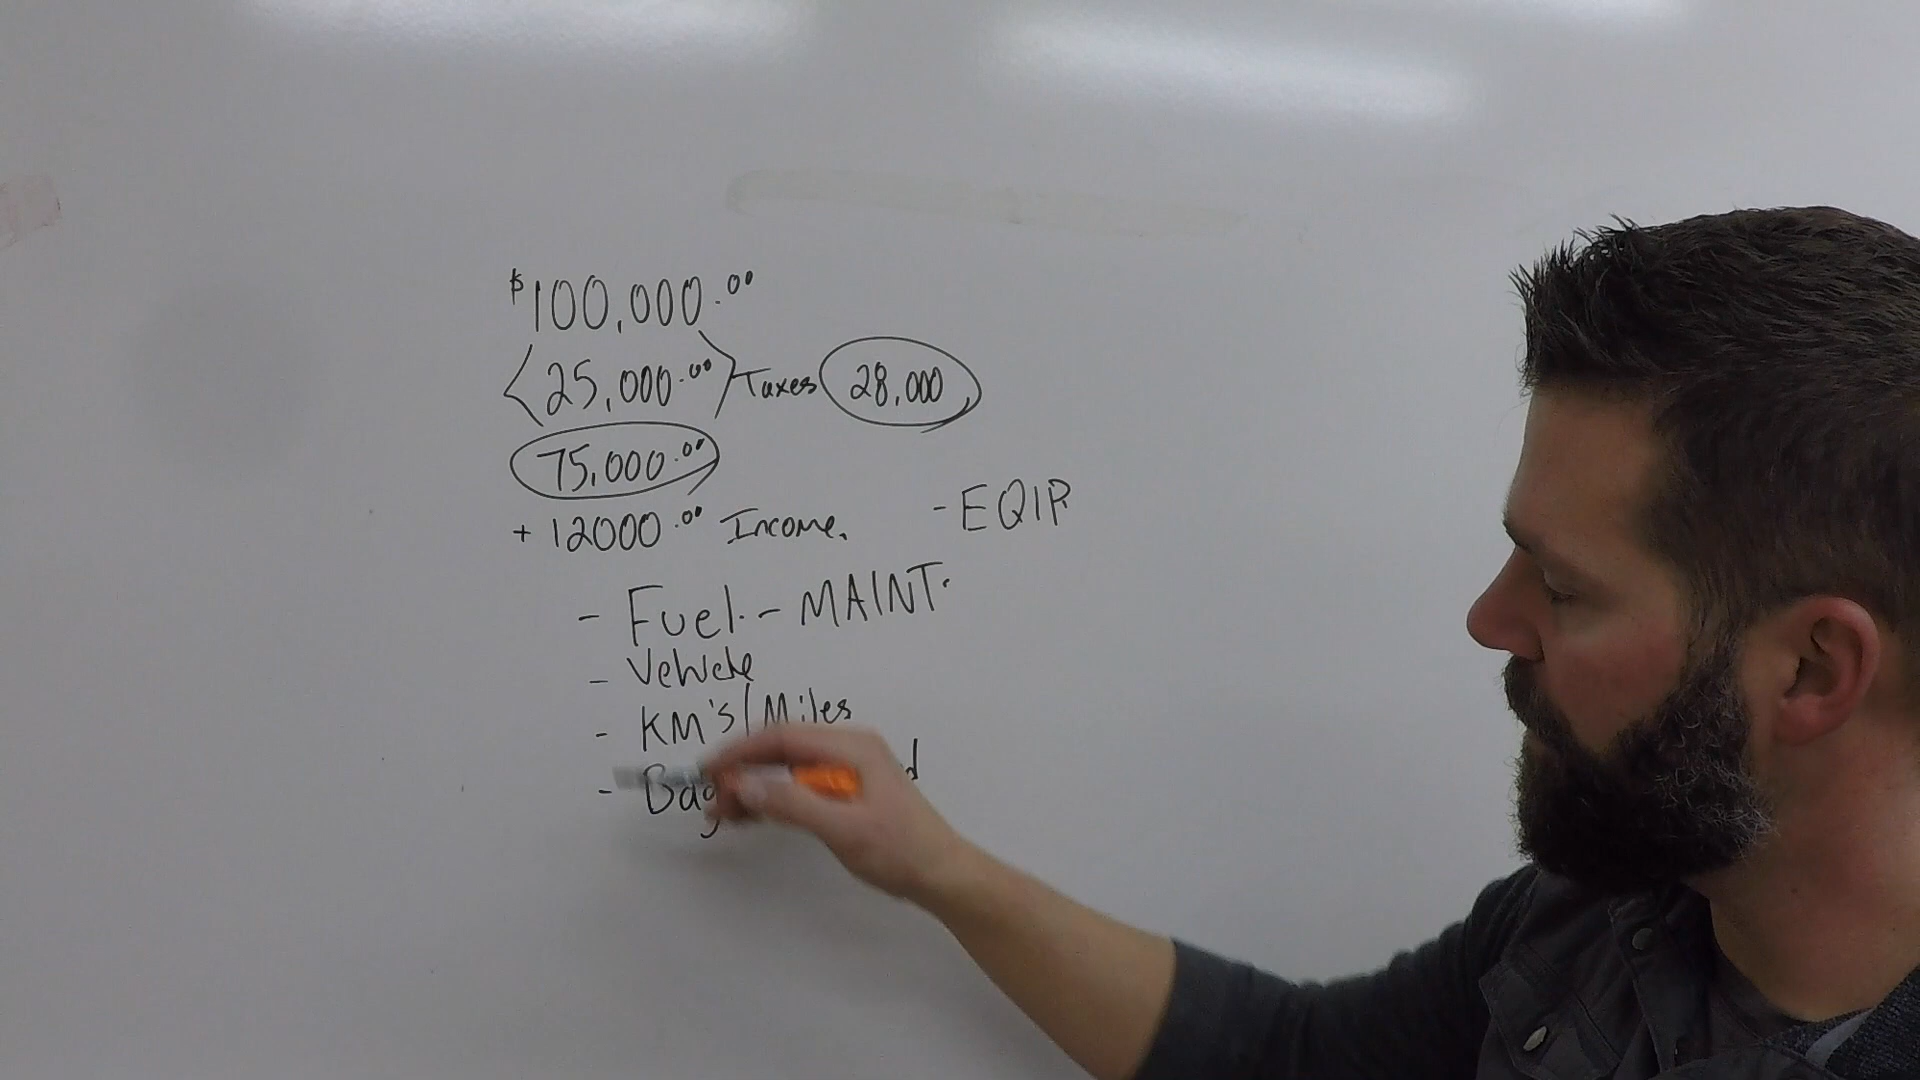 $100,000.00
<25,000.00> Taxes 28,000
75,000.00
+ 12000.00 Income. - EQIP
- Fuel. - MAINT.
- Vehicle
- KM's/Miles
-